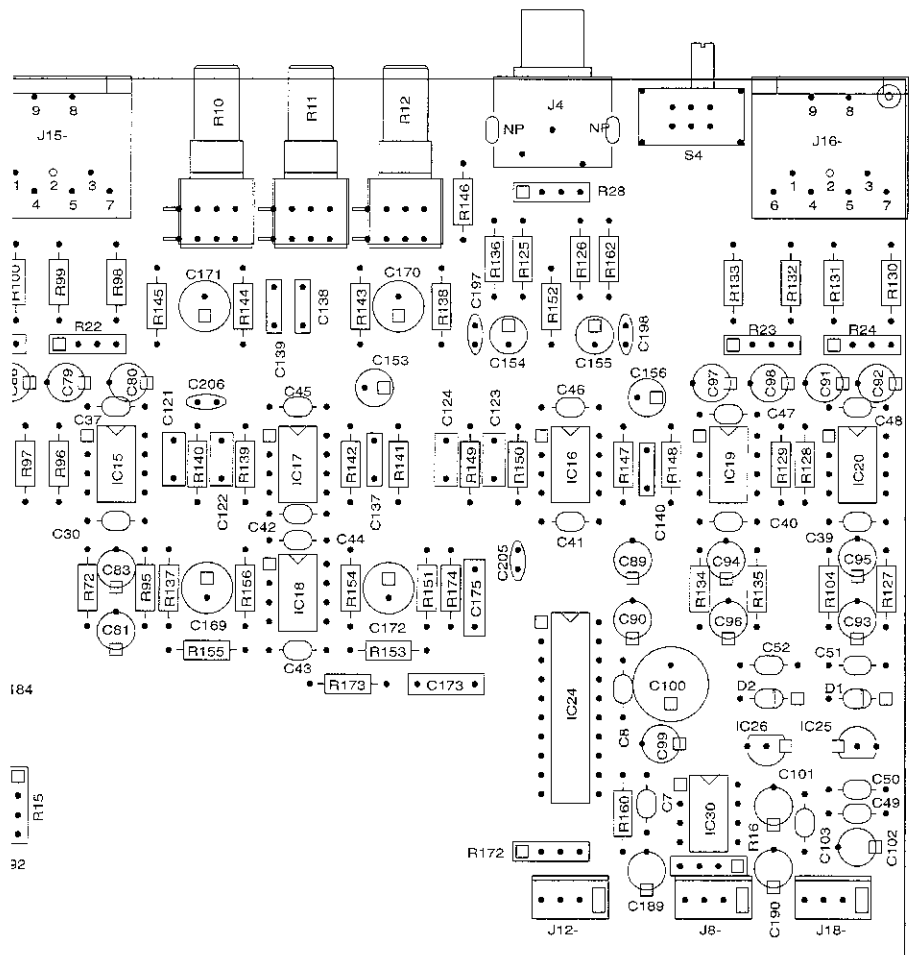 R10 R11 R12 J4
9 8 NP NP 9 8
J15- S4 J16-
1 2 3 R146 R28 1 2 3
4 5 7 6 4 5 7
R100 R99 R98 R145 C171 R144 C138 R143 C170 R138 C197 R136 R125 R152 R126 R162 C198 R133 R132 R131 R130
R22 C139 C154 C155 R23 R24
C79 C80 C153 C156 C97 C98 C91 C92
C37 C121 C206 C45 C124 C123 C46 C47 C48
R97 R96 IC15 R140 R139 IC17 R142 R141 R149 R150 IC16 R147 R148 IC19 R129 R128 IC20
C122 C137 C140
C30 C42 C44 C41 C40 C39
R72 C83 R95 R137 R156 IC18 R154 R151 R174 C175 C205 C89 R134 C94 R135 R104 C95 R127
C81 C169 C172 C90 C96 C93
R155 C43 R153 C52 C51
184 R173 C173 IC24 C8 C100 D2 D1
C99 IC26 IC25
R15 R160 C7 IC30 R16 C101 C103 C50
C49
C102
92 R172
C189 C190
J12- J8- J18-